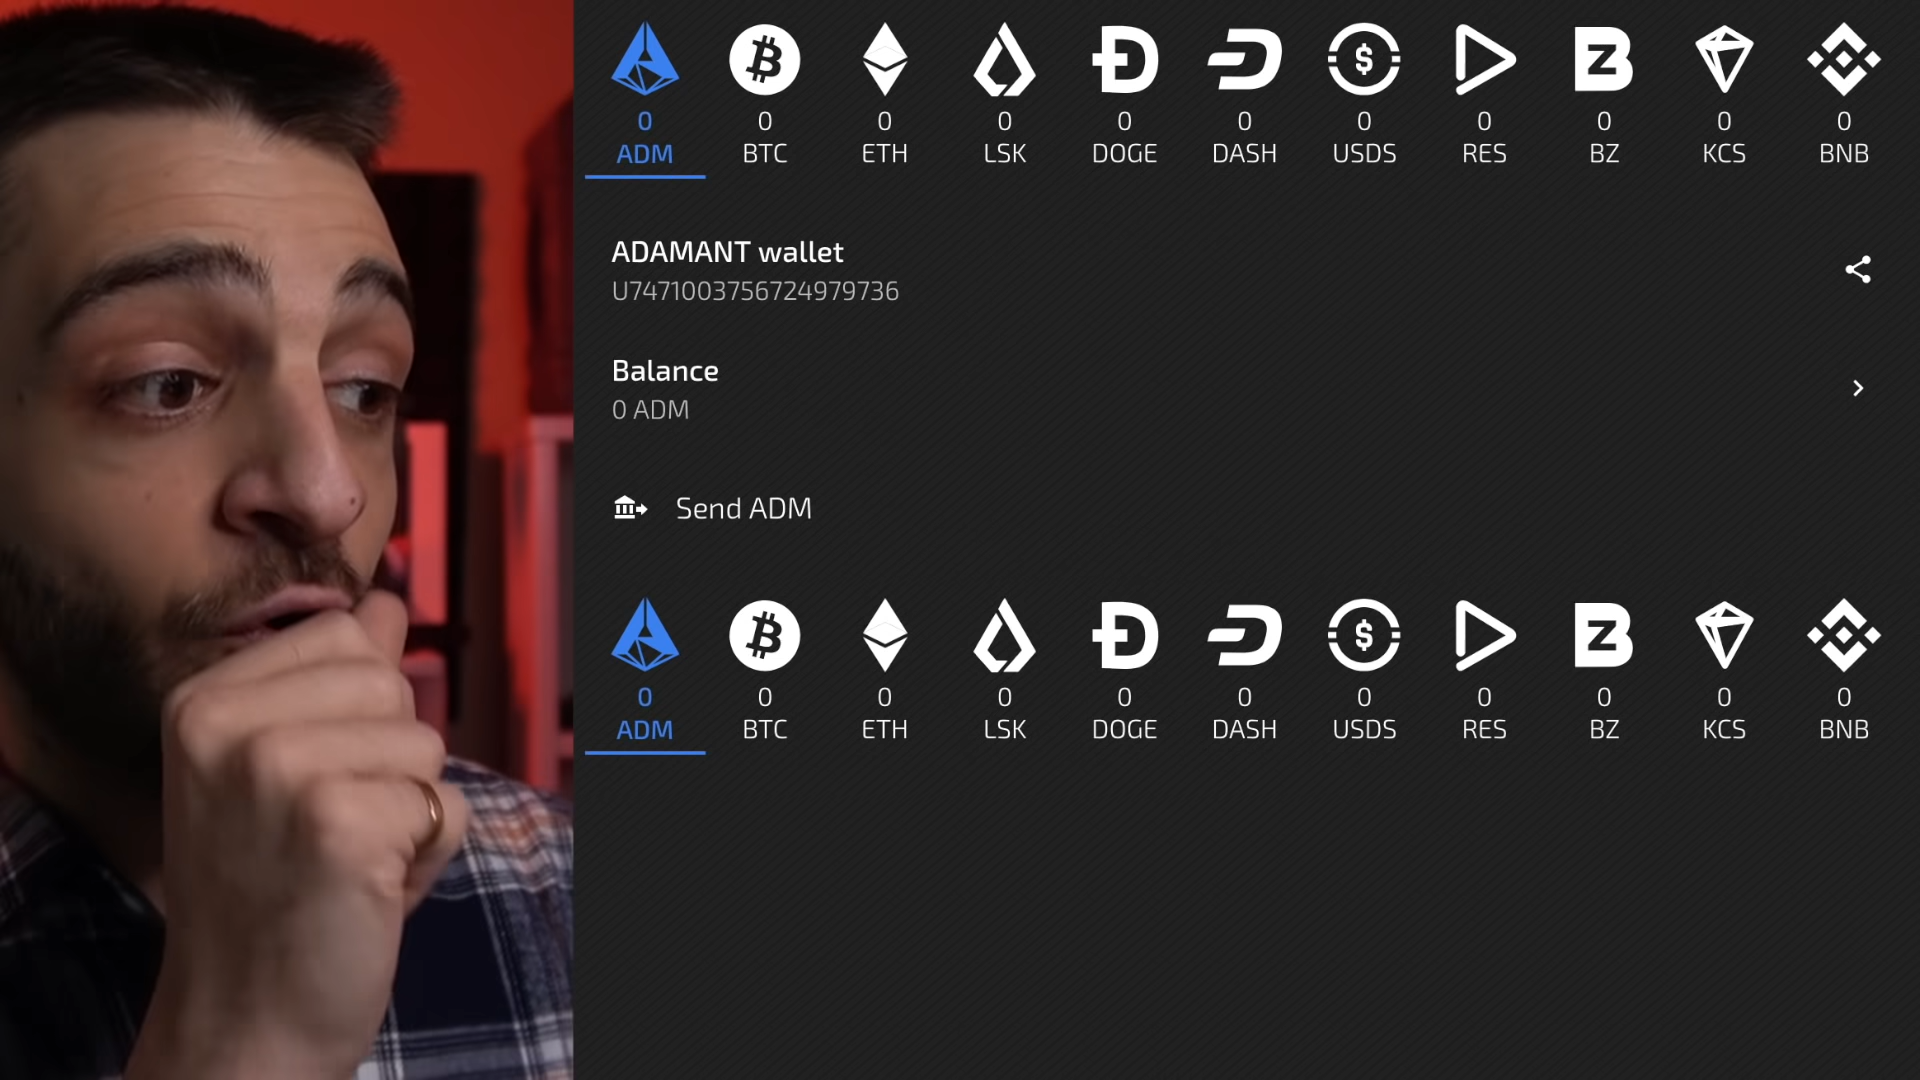 0 0 0 0 0 0 0 0 0 0 0
ADM BTC ETH LSK DOGE DASH USDS RES BZ KCS BNB
ADAMANT wallet
U7471003756724979736
Balance
0 ADM
Send ADM
0 0 0 0 0 0 0 0 0 0 0
ADM BTC ETH LSK DOGE DASH USDS RES BZ KCS BNB